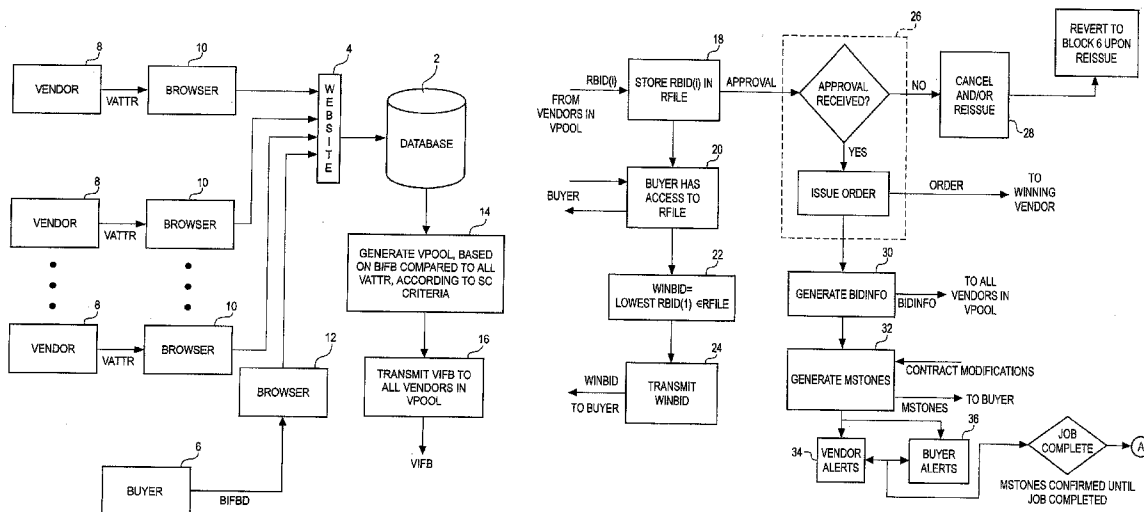 8
VENDOR
VATTR
10
BROWSER
4
WEBSITE
2
DATABASE
8
VENDOR
VATTR
10
BROWSER
8
VENDOR
VATTR
10
BROWSER
12
BROWSER
6
BUYER
BIFBD
14
GENERATE VPOOL, BASED
ON BIFB COMPARED TO ALL
VATTR, ACCORDING TO SC
CRITERIA
16
TRANSMIT VIFB TO
ALL VENDORS IN
VPOOL
VIFB
18
RBID(i)
FROM
VENDORS IN
VPOOL
STORE RBID(i) IN
RFILE
APPROVAL
20
BUYER HAS
ACCESS TO
RFILE
BUYER
22
WINBID=
LOWEST RBID(1) ∈RFILE
24
TRANSMIT
WINBID
WINBID
TO BUYER
26
APPROVAL
RECEIVED?
NO
YES
CANCEL
AND/OR
REISSUE
28
REVERT TO
BLOCK 6 UPON
REISSUE
ISSUE ORDER
ORDER
TO
WINNING
VENDOR
30
GENERATE BIDINFO
BIDINFO
TO ALL
VENDORS IN
VPOOL
32
GENERATE MSTONES
CONTRACT MODIFICATIONS
MSTONES
TO BUYER
34
VENDOR
ALERTS
36
BUYER
ALERTS
JOB
COMPLETE
A
MSTONES CONFIRMED UNTIL
JOB COMPLETED